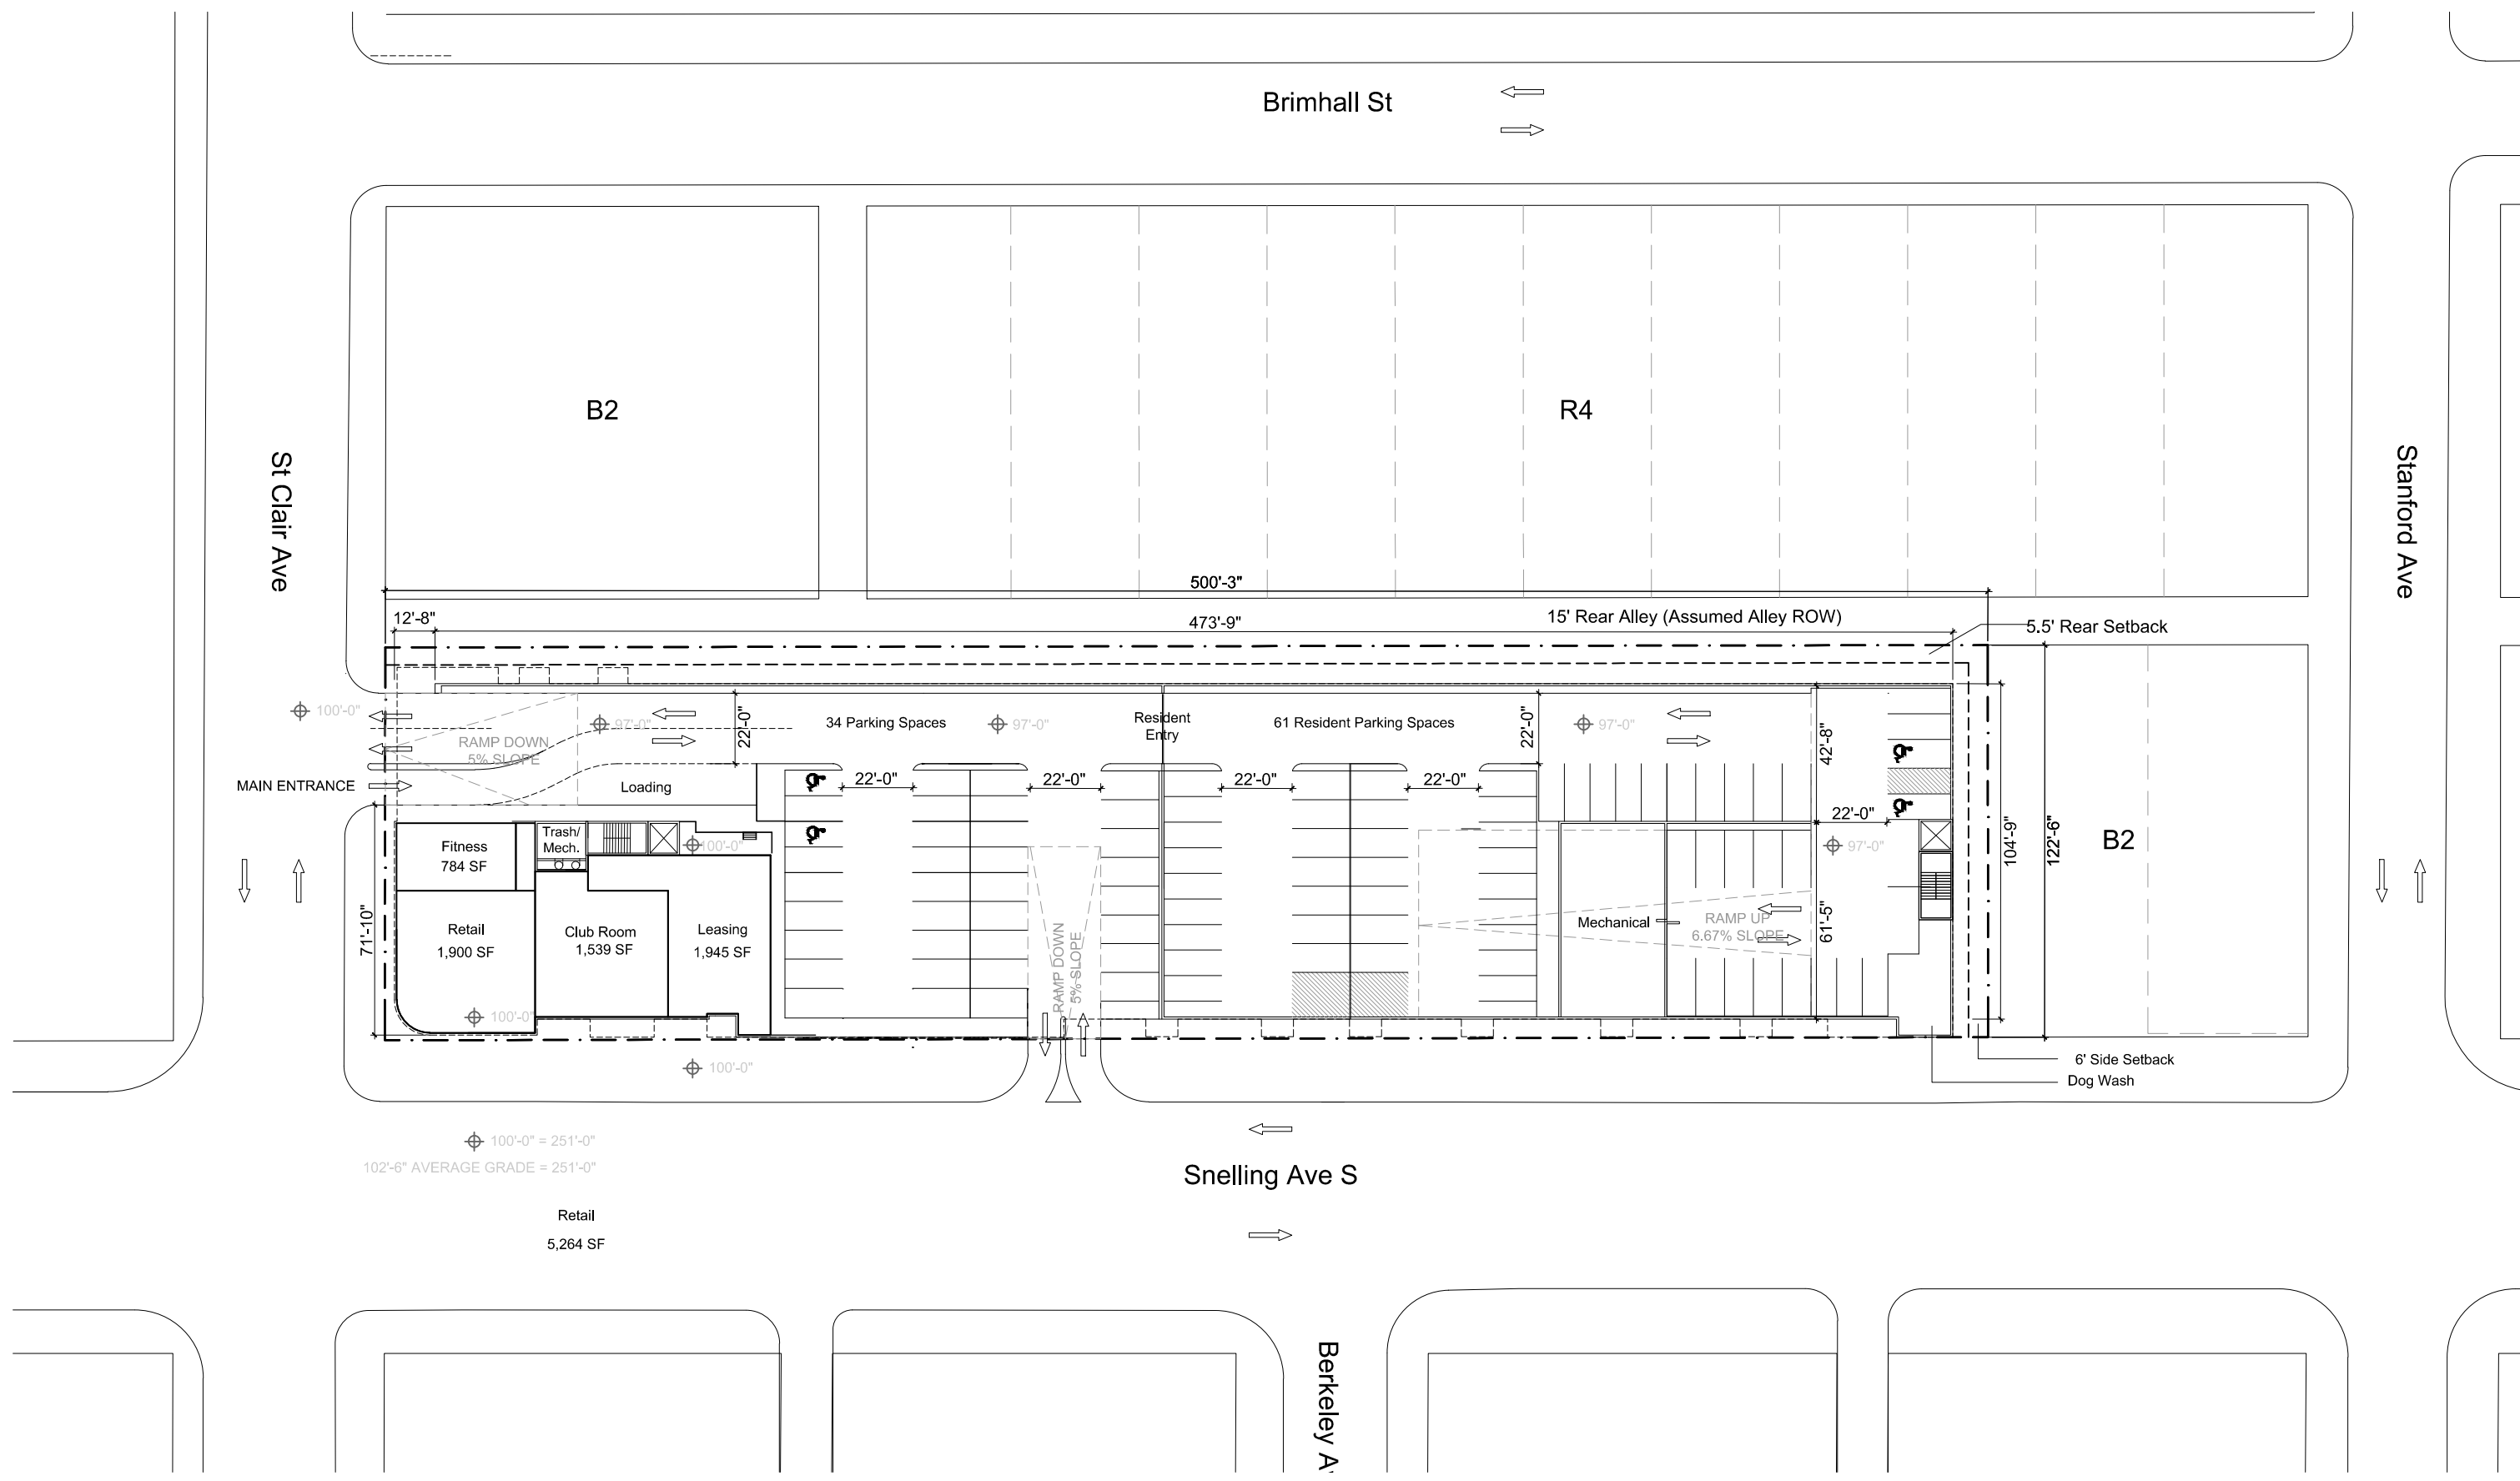 Brimhall St
B2
R4
St Clair Ave
Stanford Ave
500'-3"
12'-8"
473'-9"
15' Rear Alley (Assumed Alley ROW)
5.5' Rear Setback
100'-0"
97'-0"
RAMP DOWN
5% SLOPE
22'-0"
34 Parking Spaces
97'-0"
Resident
Entry
61 Resident Parking Spaces
22'-0"
97'-0"
42'-8"
MAIN ENTRANCE
Loading
22'-0"
22'-0"
22'-0"
22'-0"
22'-0"
Fitness
784 SF
Trash/
Mech.
100'-0"
97'-0"
104'-9"
122'-6"
B2
71'-10"
Retail
1,900 SF
Club Room
1,539 SF
Leasing
1,945 SF
RAMP DOWN
5% SLOPE
Mechanical
RAMP UP
6.67% SLOPE
61'-5"
100'-0"
100'-0"
6' Side Setback
Dog Wash
100'-0" = 251'-0"
102'-6" AVERAGE GRADE = 251'-0"
Snelling Ave S
Retail
5,264 SF
Berkeley